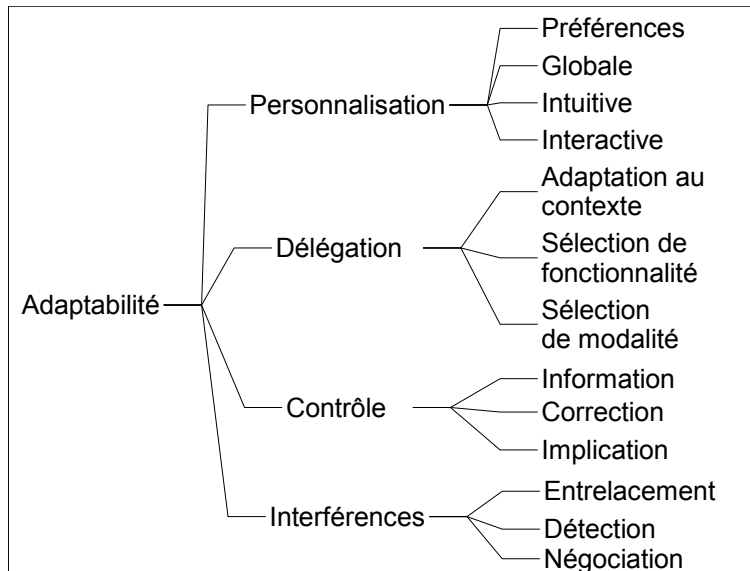 Préférences
Globale
Personnalisation
Intuitive
Interactive
Adaptation au
contexte
Délégation
Sélection de
fonctionnalité
Adaptabilité
Sélection
de modalité
Information
Contrôle
Correction
Implication
Entrelacement
Interférences
Détection
Négociation